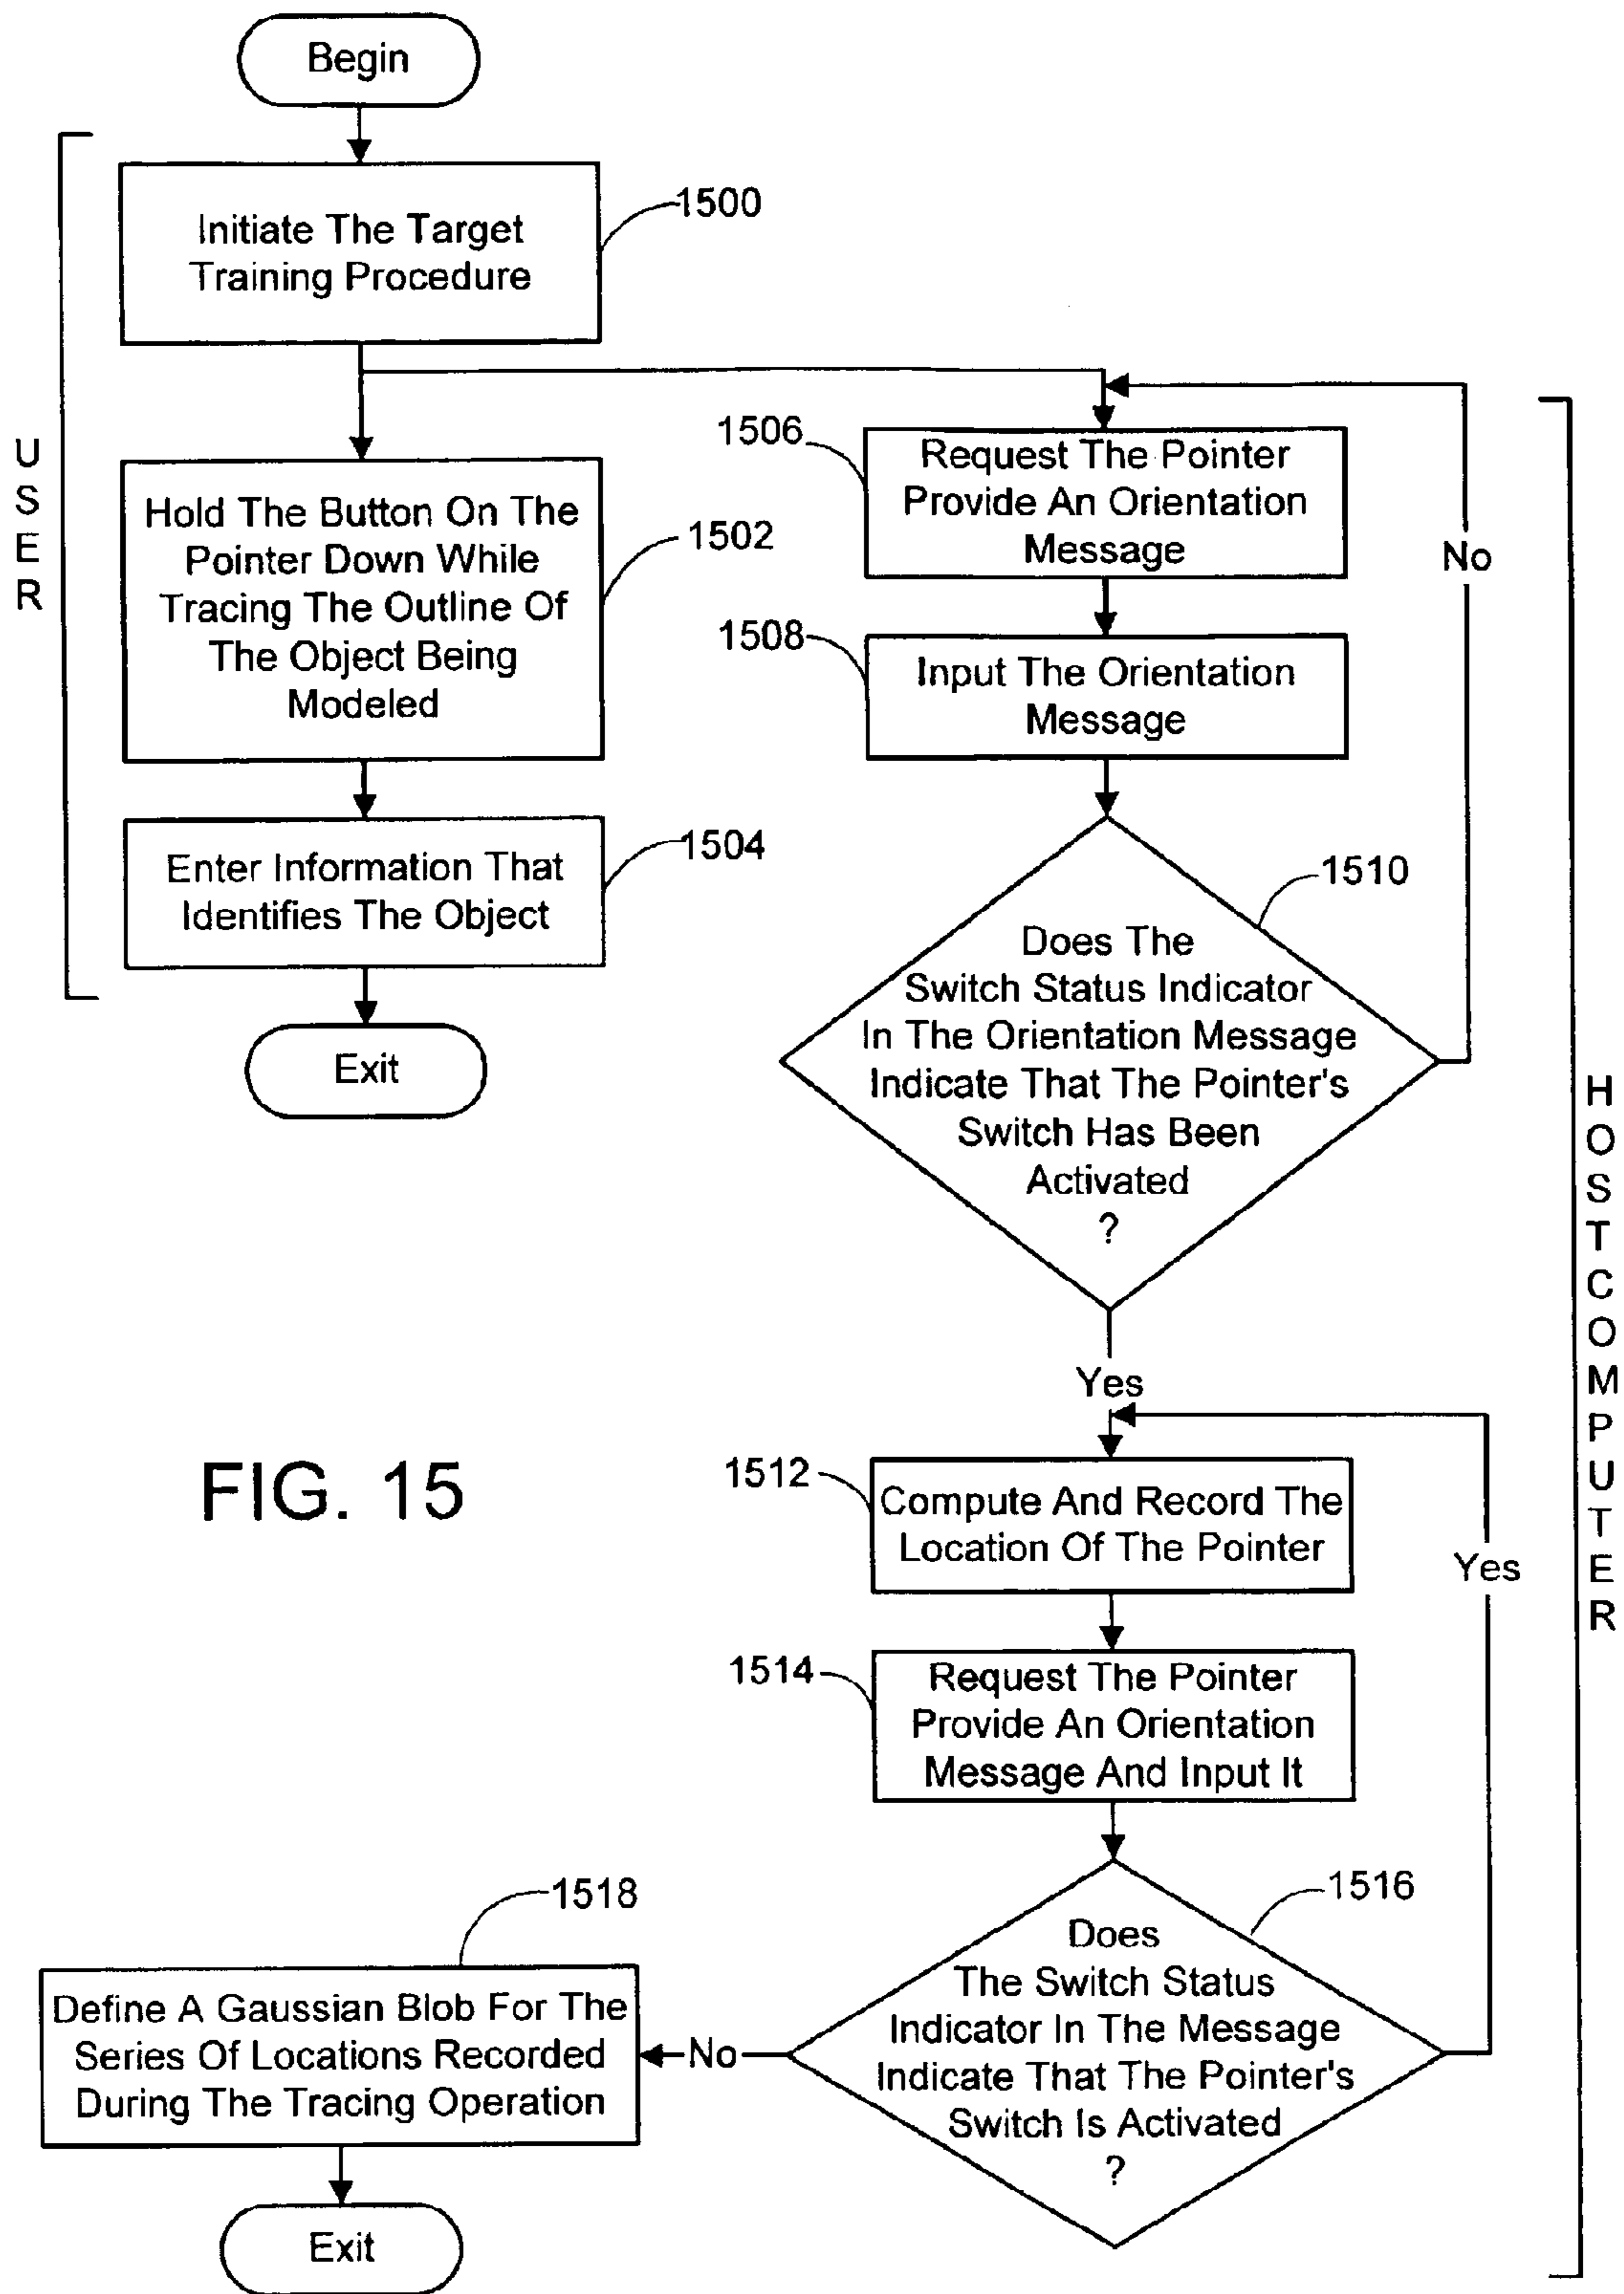 Begin
Initiate The Target
Training Procedure
1500
USER
Hold The Button On The
Pointer Down While
Tracing The Outline Of
The Object Being
Modeled
1502
Enter Information That
Identifies The Object
1504
Exit
1506
Request The Pointer
Provide An Orientation
Message
No
1508
Input The Orientation
Message
1510
Does The
Switch Status Indicator
In The Orientation Message
Indicate That The Pointer's
Switch Has Been
Activated
?
Yes
HOST COMPUTER
FIG. 15
1512
Compute And Record The
Location Of The Pointer
Yes
1514
Request The Pointer
Provide An Orientation
Message And Input It
1516
Does
The Switch Status
Indicator In The Message
Indicate That The Pointer's
Switch Is Activated
?
No
1518
Define A Gaussian Blob For The
Series Of Locations Recorded
During The Tracing Operation
Exit